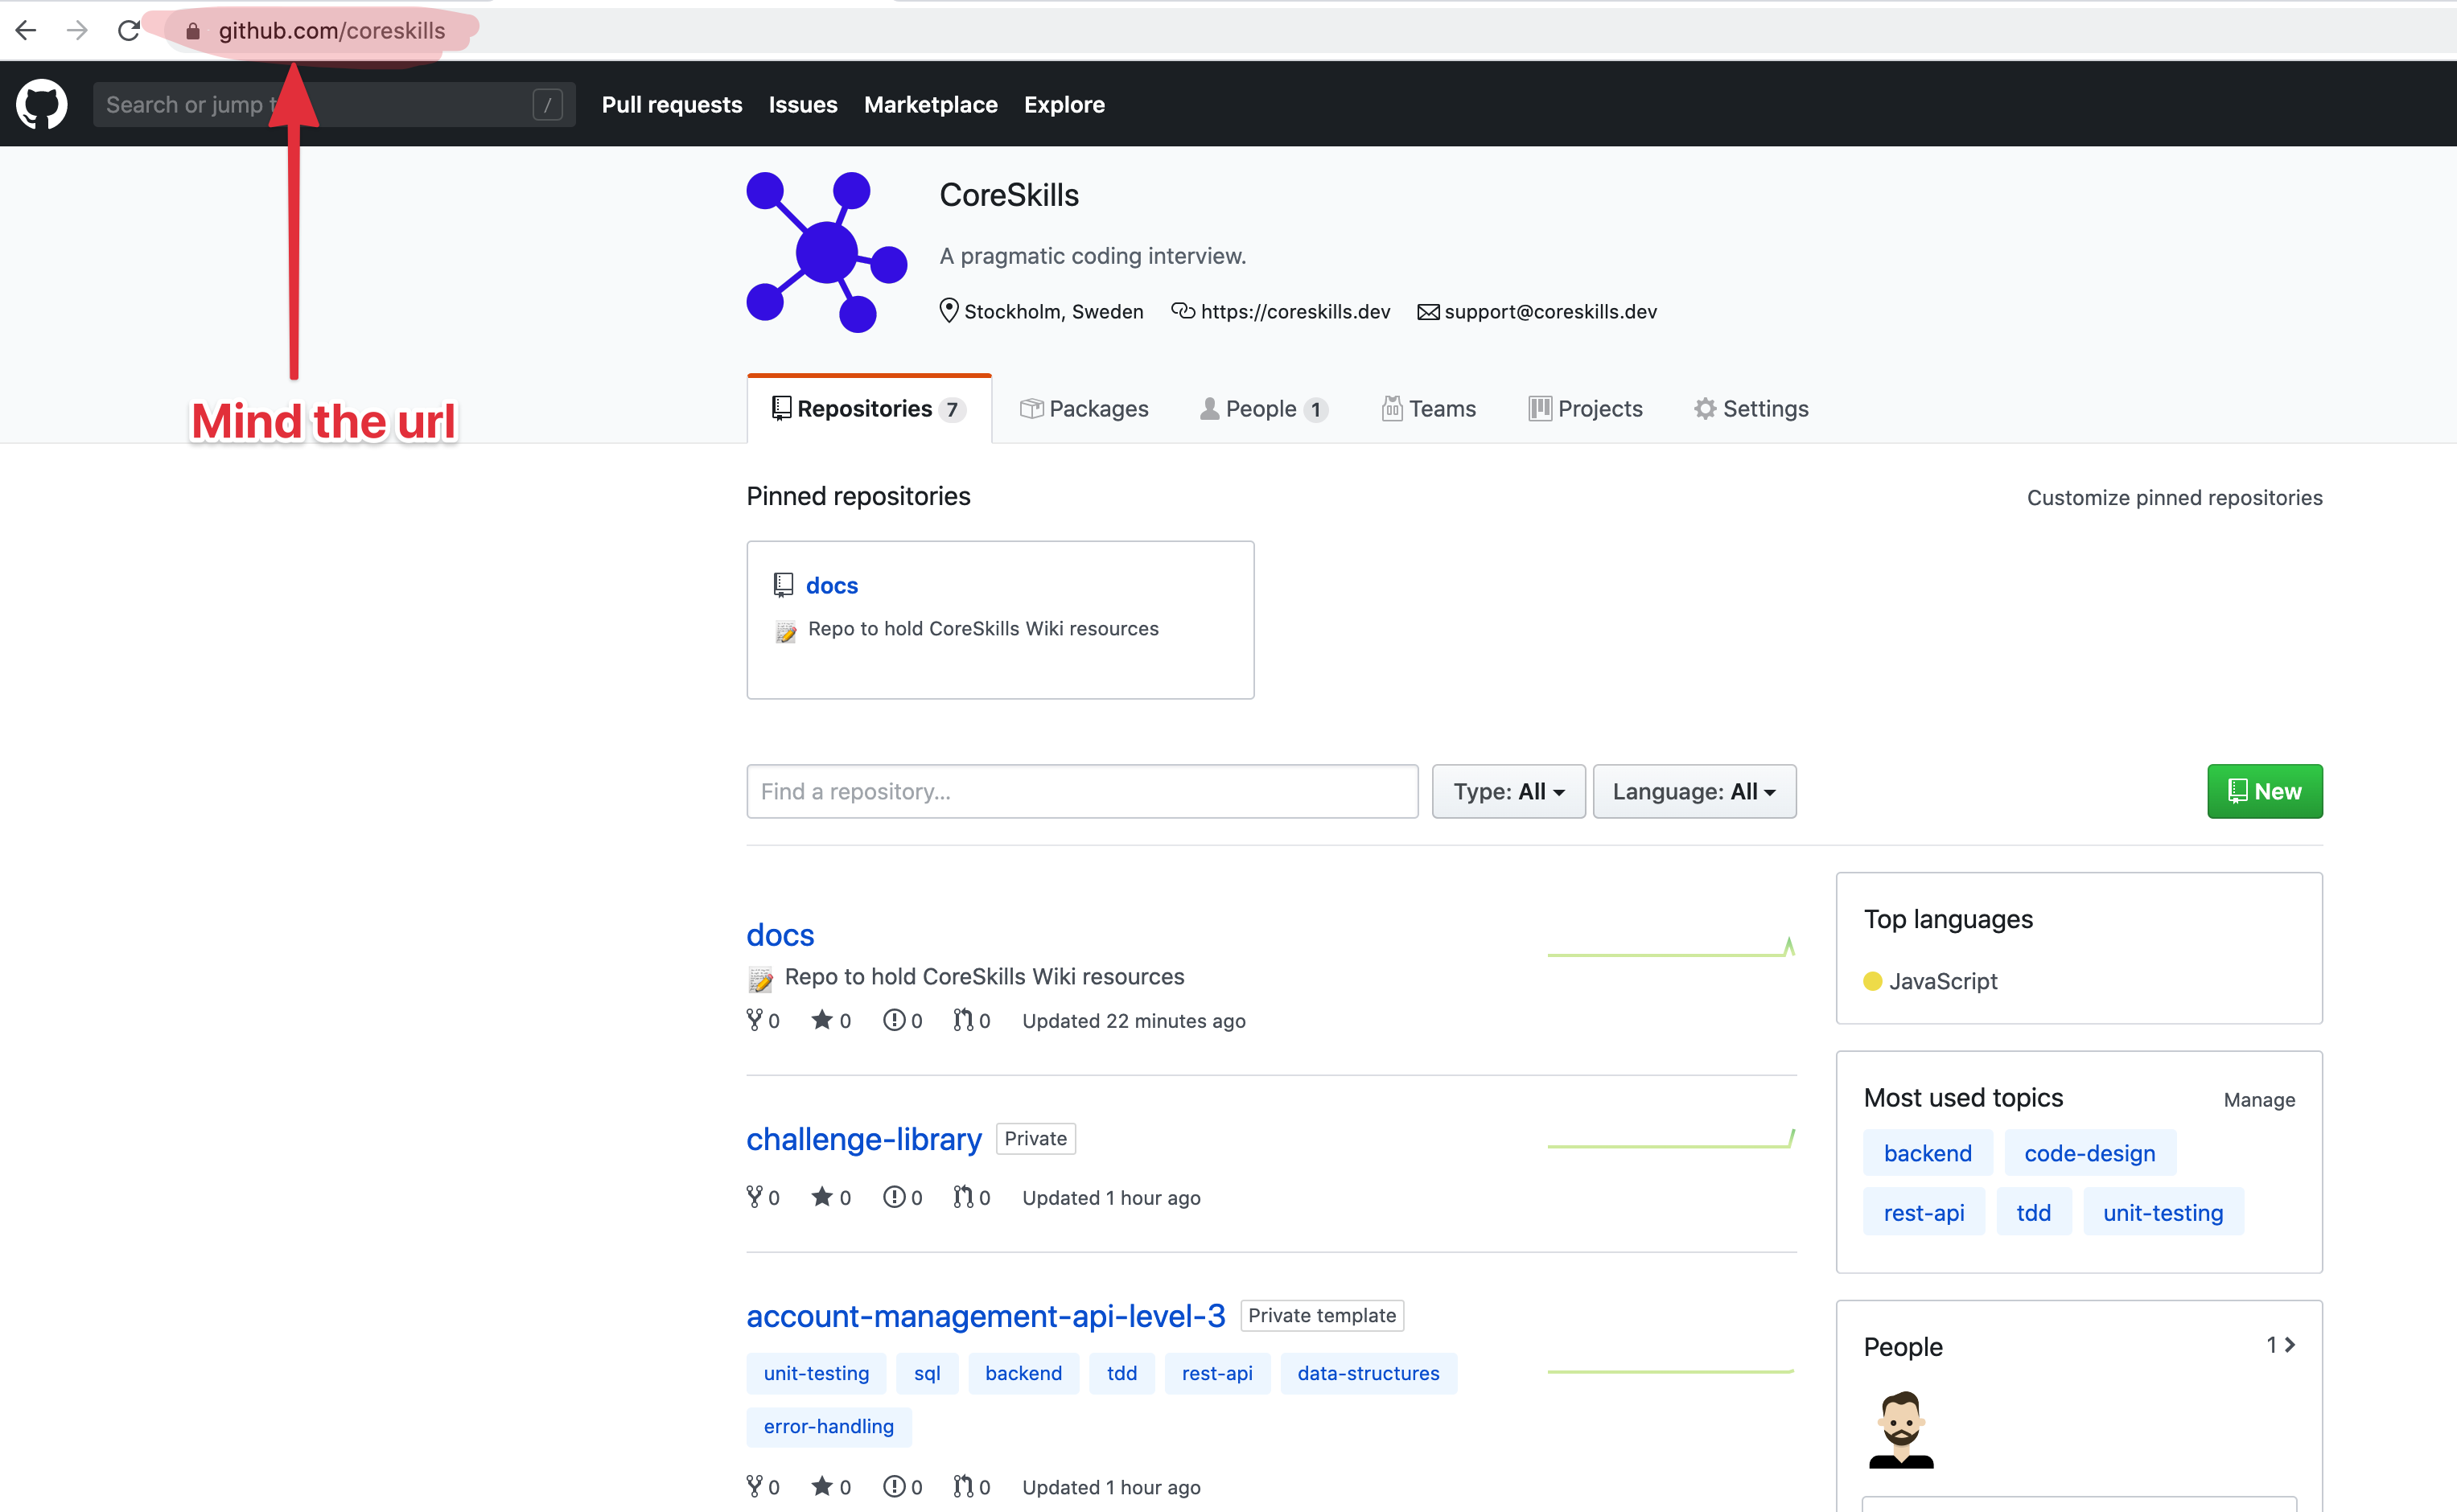 github.com/coreskills
Search or jump t
/
Pull requests Issues Marketplace Explore
CoreSkills
A pragmatic coding interview.
Stockholm, Sweden https://coreskills.dev support@coreskills.dev
Mind the url
Repositories 7 Packages People 1 Teams Projects Settings
Pinned repositories
Customize pinned repositories
docs
Repo to hold CoreSkills Wiki resources
Find a repository...
Type: All Language: All
New
docs
Repo to hold CoreSkills Wiki resources
0 0 0 0 Updated 22 minutes ago
challenge-library Private
0 0 0 0 Updated 1 hour ago
account-management-api-level-3 Private template
unit-testing sql backend tdd rest-api data-structures
error-handling
0 0 0 0 Updated 1 hour ago
Top languages
JavaScript
Most used topics Manage
backend code-design
rest-api tdd unit-testing
People 1